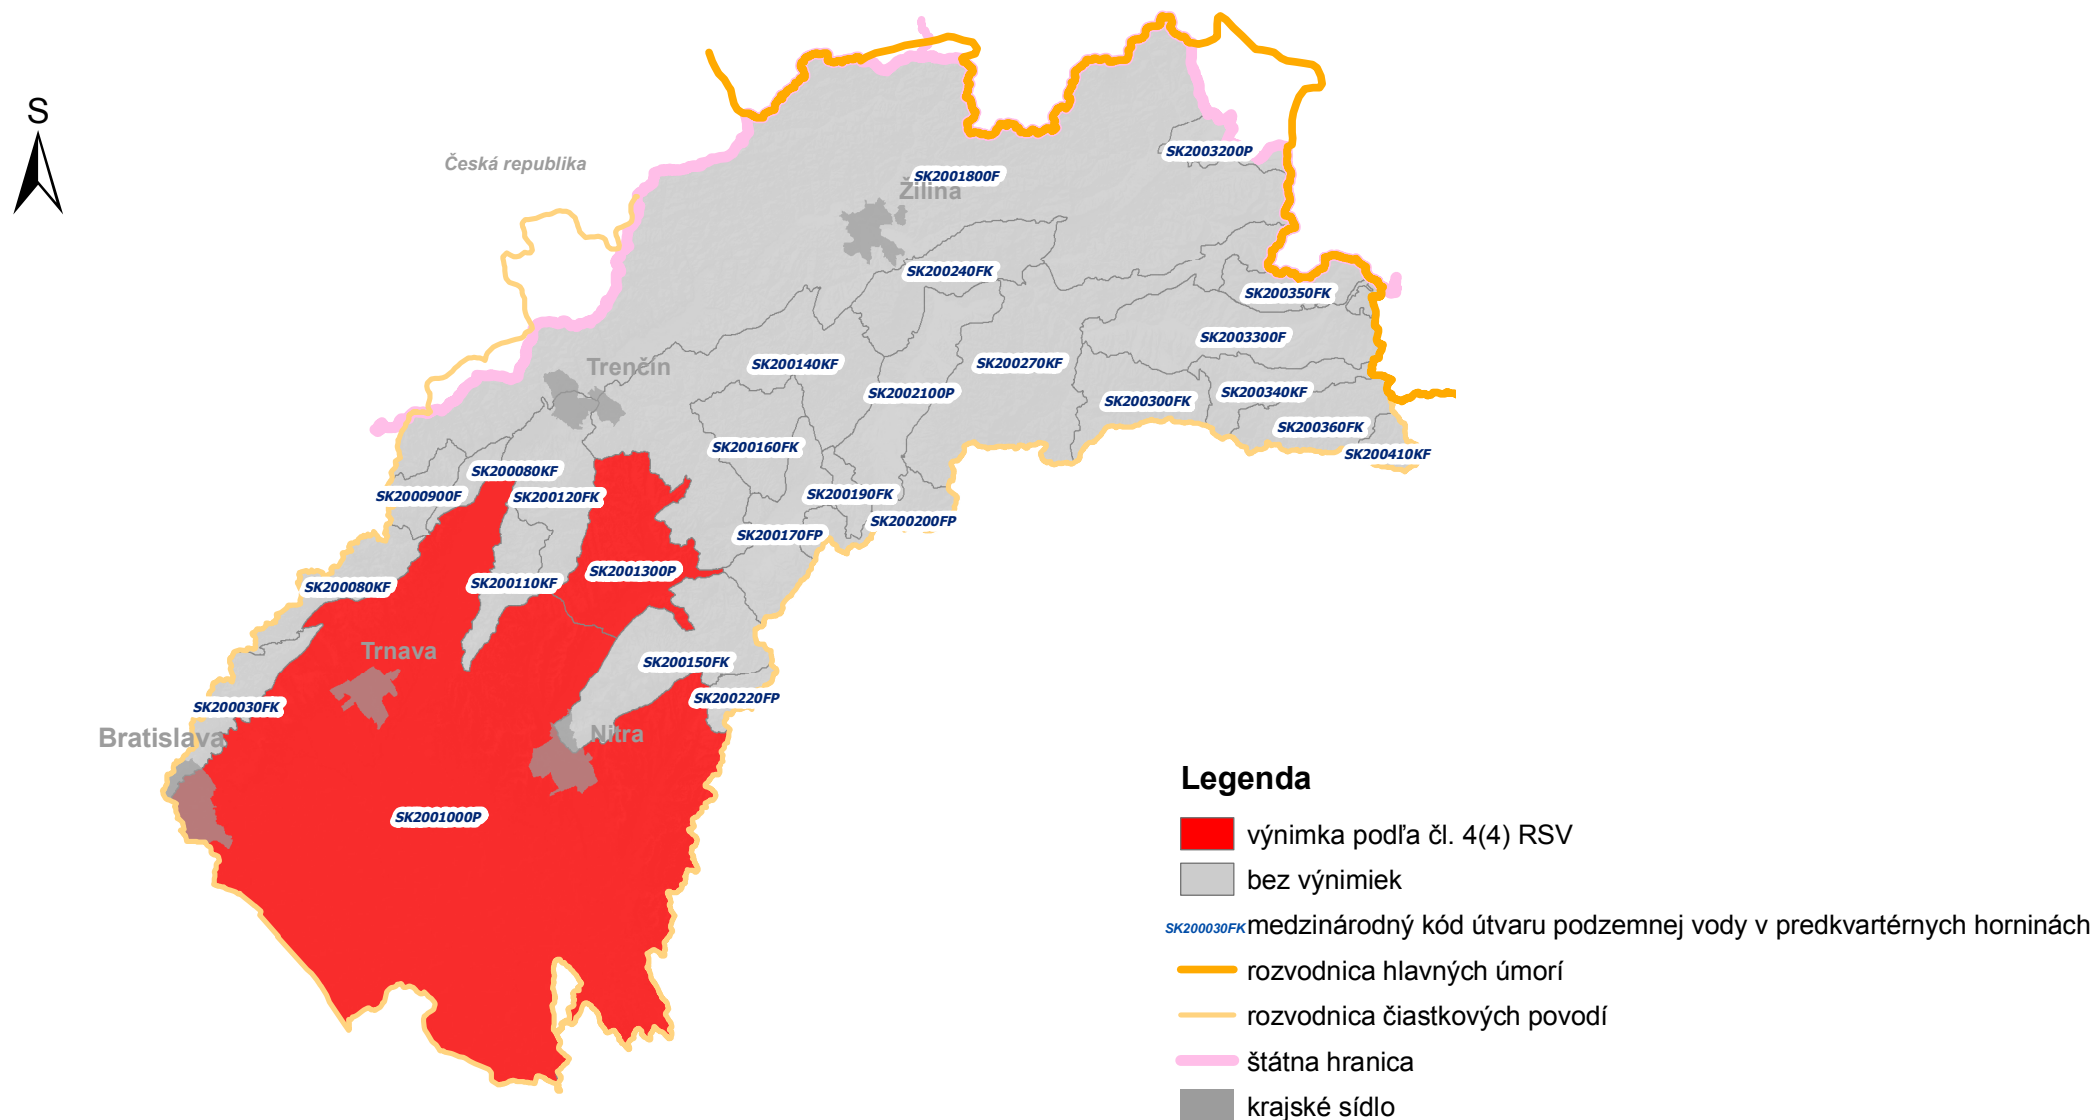 S
Česká republika
SK2003200P
SK2001800F
Žilina
SK200240FK
SK200350FK
SK2003300F
Trenčín
SK200140KF
SK200270KF
SK2002100P
SK200300FK
SK200340KF
SK200360FK
SK200160FK
SK200410KF
SK200080KF
SK2000900F
SK200120FK
SK200190FK
SK200200FP
SK200170FP
SK2001300P
SK200080KF
SK200110KF
Trnava
SK200150FK
SK200220FP
SK200030FK
Bratislava
Nitra
SK2001000P
Legenda
výnimka podľa čl. 4(4) RSV
bez výnimiek
SK200030FK medzinárodný kód útvaru podzemnej vody v predkvartérnych horninách
rozvodnica hlavných úmorí
rozvodnica čiastkových povodí
štátna hranica
krajské sídlo